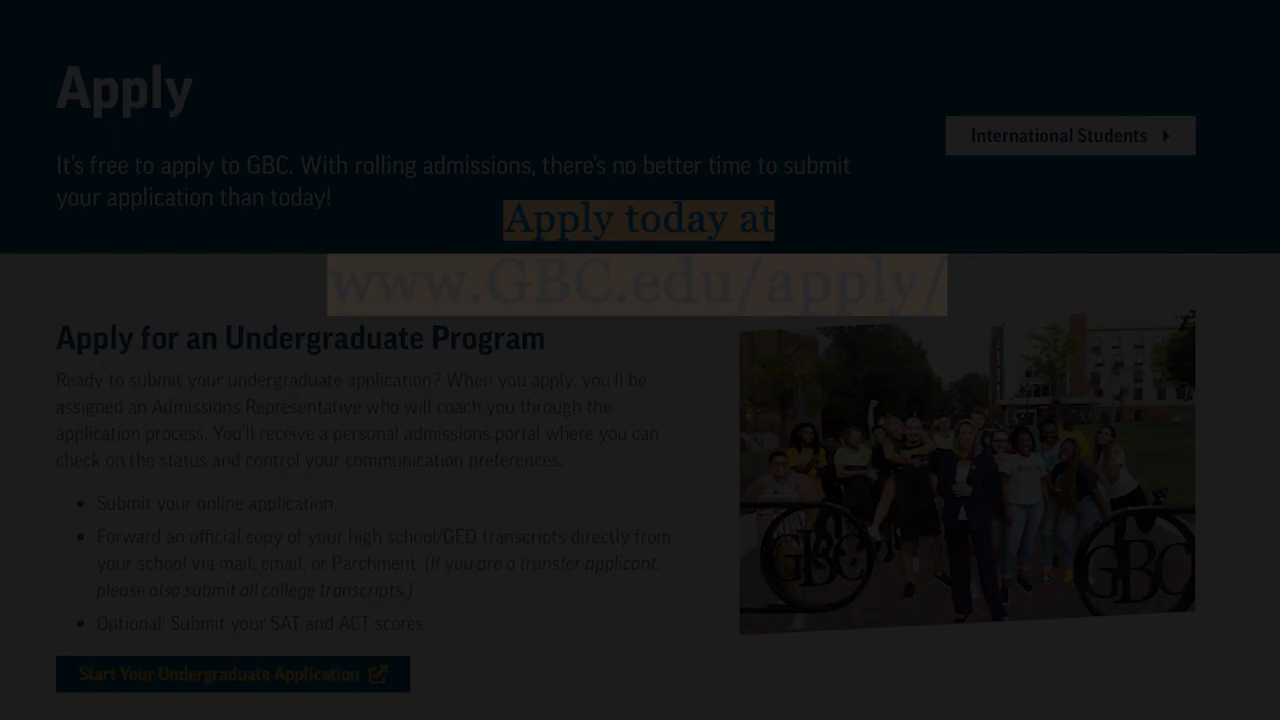 Apply
It's free to apply to GBC. With rolling admissions, there's no better time to submit
your application than today!
International Students
Apply today at
www.GBC.edu/apply/
Apply for an Undergraduate Program
Ready to submit your undergraduate application? When you apply, you'll be
assigned an Admissions Representative who will coach you through the
application process. You'll receive a personal admissions portal where you can
check on the status and control your communication preferences.
• Submit your online application.
• Forward an official copy of your high school/GED transcripts directly from
your school via mail, email, or Parchment. (If you are a transfer applicant,
please also submit all college transcripts.)
• Optional: Submit your SAT and ACT scores
Start Your Undergraduate Application
GBC
GBC